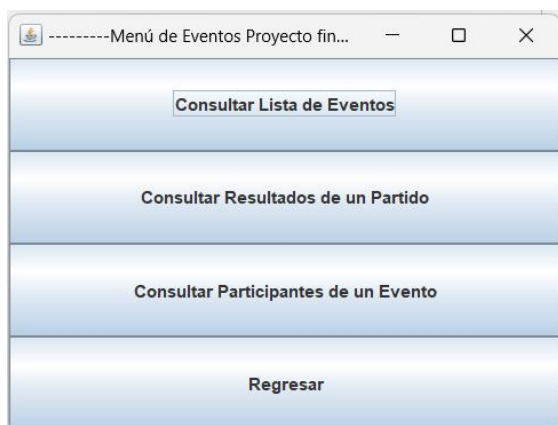 ---------Menú de Eventos Proyecto fin...
Consultar Lista de Eventos
Consultar Resultados de un Partido
Consultar Participantes de un Evento
Regresar